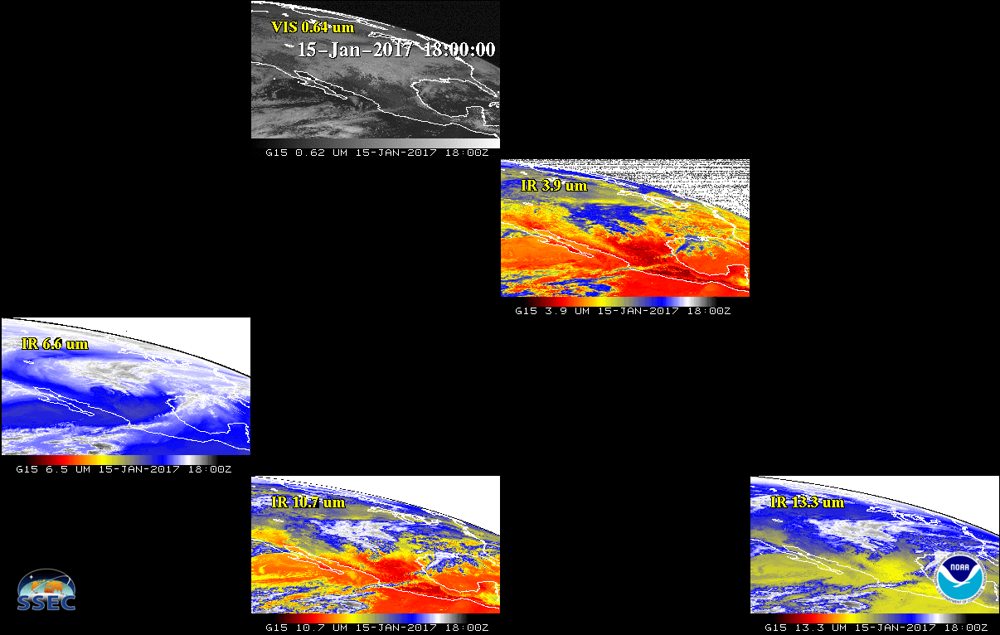 VIS 0.64 um
15-Jan-2017 18:00:00
G15 0.62 UM 15-JAN-2017 18:00Z
IR 3.9 um
G15 3.9 UM 15-JAN-2017 18:00Z
IR 6.6 um
G15 6.5 UM 15-JAN-2017 18:00Z
IR 10.7 um
IR 13.3 um
NOAA
SSEC
G15 10.7 UM 15-JAN-2017 18:00Z
G15 13.3 UM 15-JAN-2017 18:00Z